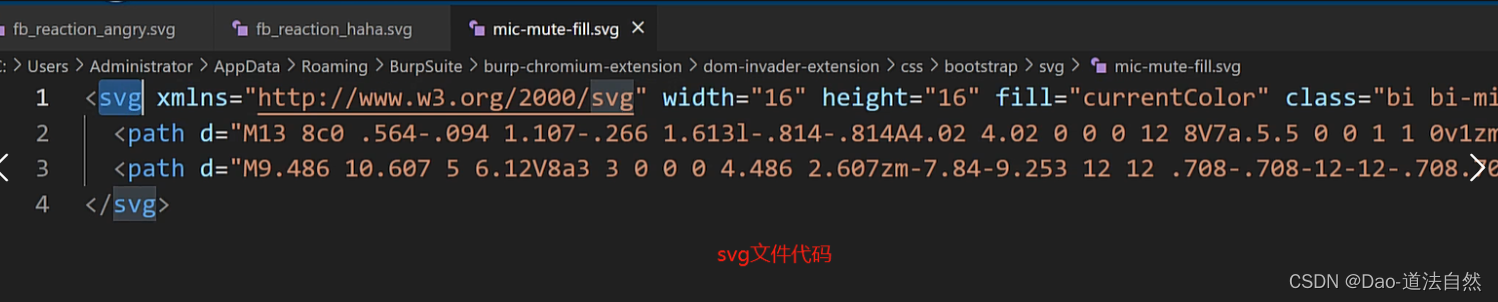 fb_reaction_angry.svg fb_reaction_haha.svg mic-mute-fill.svg
: > Users > Administrator > AppData > Roaming > BurpSuite > burp-chromium-extension > dom-invader-extension > css > bootstrap > svg > mic-mute-fill.svg
1 <svg xmlns="http://www.w3.org/2000/svg" width="16" height="16" fill="currentColor" class="bi bi-mi
2 <path d="M13 8c0 .564-.094 1.107-.266 1.613l-.814-.814A4.02 4.02 0 0 0 12 8V7a.5.5 0 0 1 1 0v1zm
3 <path d="M9.486 10.607 5 6.12V8a3 3 0 0 0 4.486 2.607zm-7.84-9.253 12 12 .708-.708-12-12-.708.70
4 </svg>
svg文件代码
CSDN @Dao-道法自然